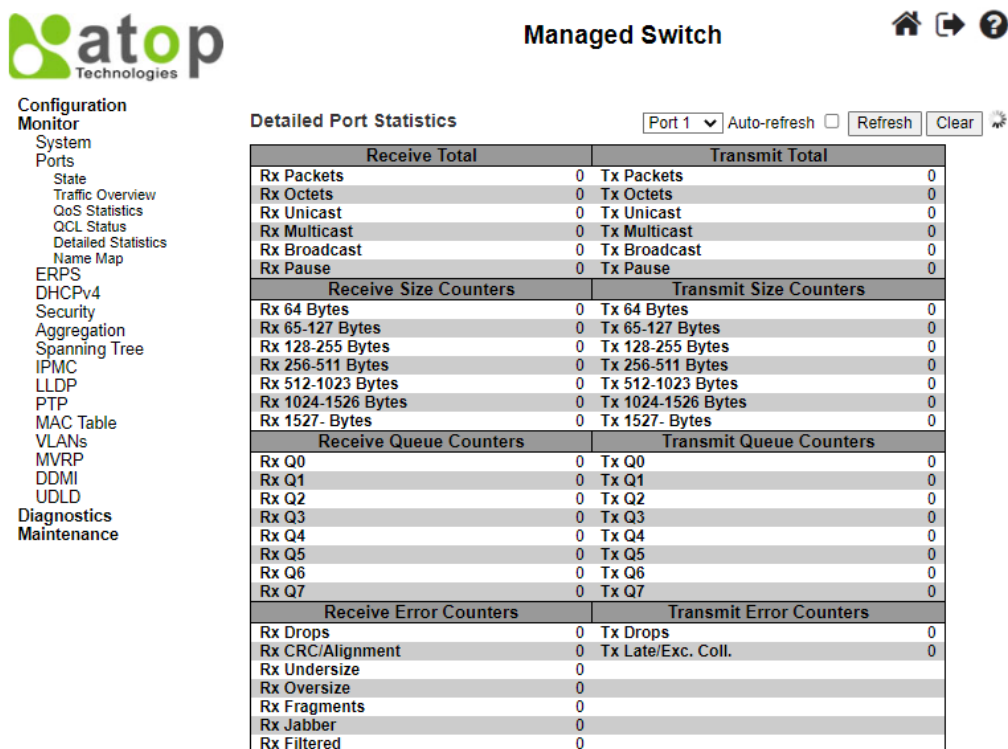 atop
Technologies
Managed Switch
Configuration
Monitor
System
Ports
State
Traffic Overview
QoS Statistics
QCL Status
Detailed Statistics
Name Map
ERPS
DHCPv4
Security
Aggregation
Spanning Tree
IPMC
LLDP
PTP
MAC Table
VLANs
MVRP
DDMI
UDLD
Diagnostics
Maintenance
Detailed Port Statistics Port 1 Auto-refresh Refresh Clear
Receive Total Transmit Total
Rx Packets 0 Tx Packets 0
Rx Octets 0 Tx Octets 0
Rx Unicast 0 Tx Unicast 0
Rx Multicast 0 Tx Multicast 0
Rx Broadcast 0 Tx Broadcast 0
Rx Pause 0 Tx Pause 0
Receive Size Counters Transmit Size Counters
Rx 64 Bytes 0 Tx 64 Bytes 0
Rx 65-127 Bytes 0 Tx 65-127 Bytes 0
Rx 128-255 Bytes 0 Tx 128-255 Bytes 0
Rx 256-511 Bytes 0 Tx 256-511 Bytes 0
Rx 512-1023 Bytes 0 Tx 512-1023 Bytes 0
Rx 1024-1526 Bytes 0 Tx 1024-1526 Bytes 0
Rx 1527- Bytes 0 Tx 1527- Bytes 0
Receive Queue Counters Transmit Queue Counters
Rx Q0 0 Tx Q0 0
Rx Q1 0 Tx Q1 0
Rx Q2 0 Tx Q2 0
Rx Q3 0 Tx Q3 0
Rx Q4 0 Tx Q4 0
Rx Q5 0 Tx Q5 0
Rx Q6 0 Tx Q6 0
Rx Q7 0 Tx Q7 0
Receive Error Counters Transmit Error Counters
Rx Drops 0 Tx Drops 0
Rx CRC/Alignment 0 Tx Late/Exc. Coll. 0
Rx Undersize 0
Rx Oversize 0
Rx Fragments 0
Rx Jabber 0
Rx Filtered 0